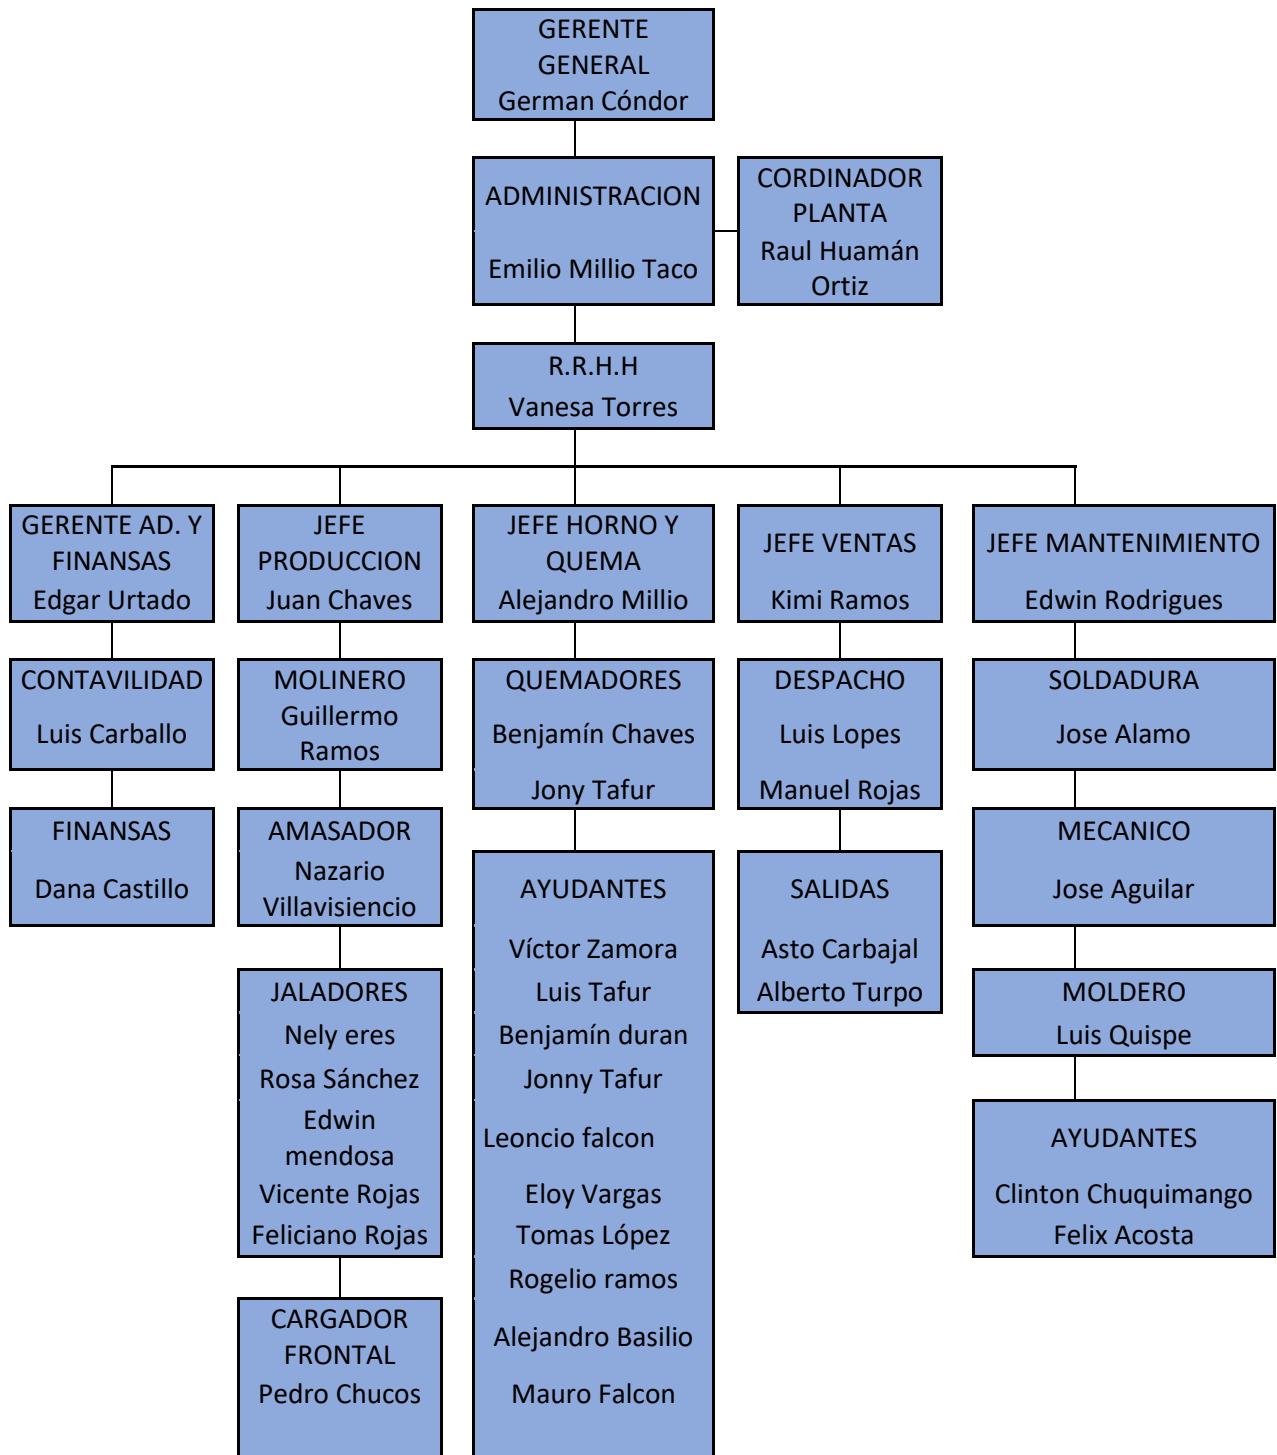 GERENTE
GENERAL
German Cóndor
ADMINISTRACION
Emilio Millio Taco
CORDINADOR
PLANTA
Raul Huamán
Ortiz
R.R.H.H
Vanesa Torres
GERENTE AD. Y
FINANSAS
Edgar Urtado
CONTAVILIDAD
Luis Carballo
FINANSAS
Dana Castillo
JEFE
PRODUCCION
Juan Chaves
MOLINERO
Guillermo
Ramos
AMASADOR
Nazario
Villavisiencio
JALADORES
Nely eres
Rosa Sánchez
Edwin
mendosa
Vicente Rojas
Feliciano Rojas
CARGADOR
FRONTAL
Pedro Chucos
JEFE HORNO Y
QUEMA
Alejandro Millio
QUEMADORES
Benjamín Chaves
Jony Tafur
AYUDANTES
Víctor Zamora
Luis Tafur
Benjamín duran
Jonny Tafur
Leoncio falcon
Eloy Vargas
Tomas López
Rogelio ramos
Alejandro Basilio
Mauro Falcon
JEFE VENTAS
Kimi Ramos
DESPACHO
Luis Lopes
Manuel Rojas
SALIDAS
Asto Carbajal
Alberto Turpo
JEFE MANTENIMIENTO
Edwin Rodrigues
SOLDADURA
Jose Alamo
MECANICO
Jose Aguilar
MOLDERO
Luis Quispe
AYUDANTES
Clinton Chuquimango
Felix Acosta